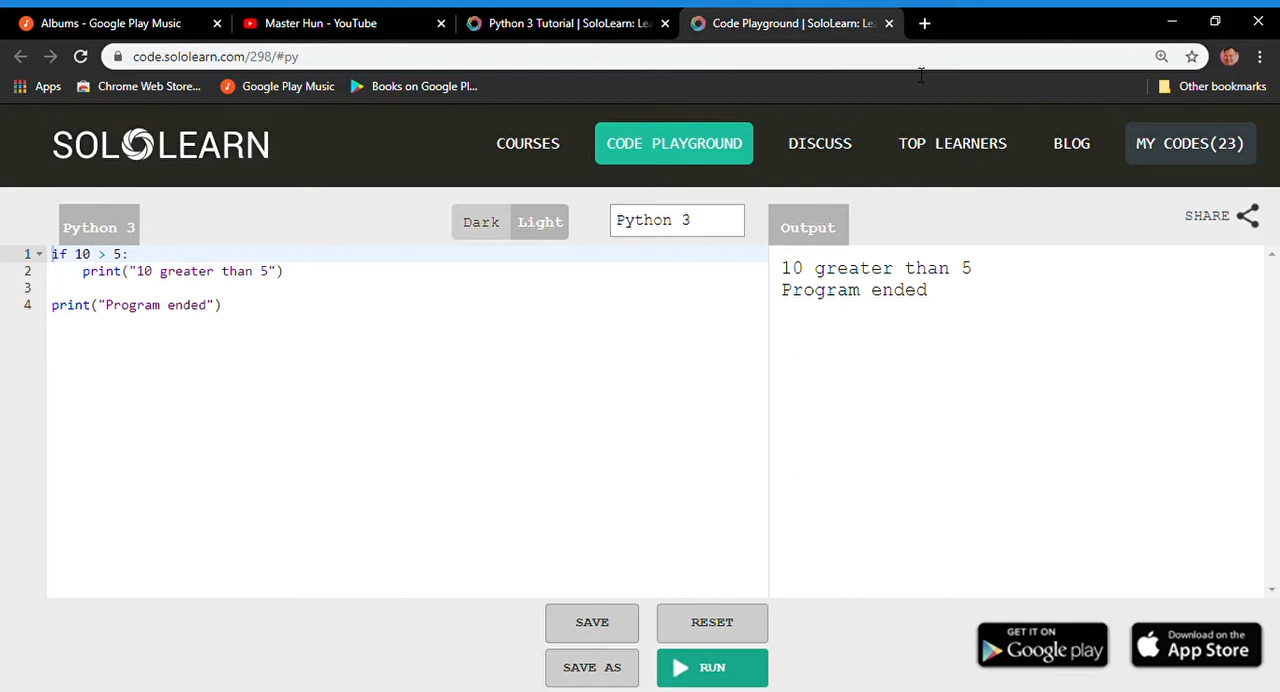 Albums - Google Play Music
Master Hun - YouTube
Python 3 Tutorial | SoloLearn: Le
Code Playground | SoloLearn: Le
code.sololearn.com/298/#py
Apps
Chrome Web Store...
Google Play Music
Books on Google Pl...
Other bookmarks
SOLOLEARN
COURSES
CODE PLAYGROUND
DISCUSS
TOP LEARNERS
BLOG
MY CODES(23)
Python 3
Dark
Light
Python 3
Output
SHARE
1 if 10 > 5:
2 print("10 greater than 5")
3
4 print("Program ended")
10 greater than 5
Program ended
SAVE
RESET
SAVE AS
RUN
GET IT ON
Google play
Download on the
App Store